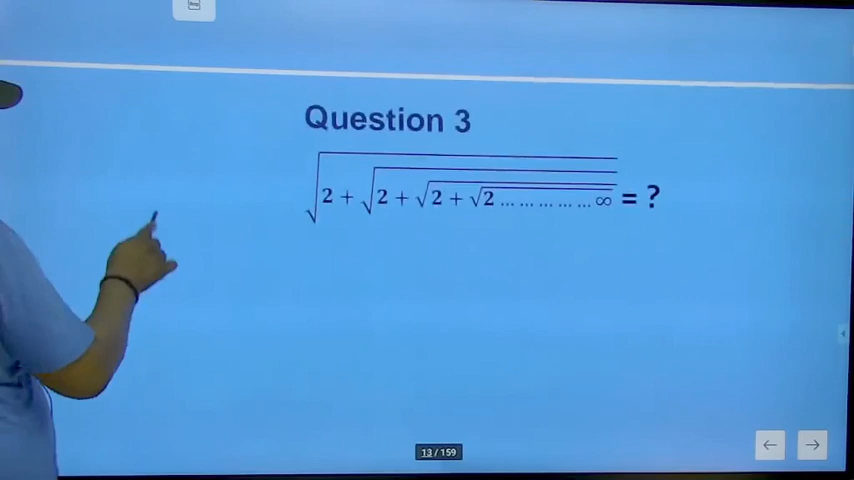 Question 3
√2 + √2 + √2 + √2 ... ... ... ... ... ∞ = ?
13 / 159